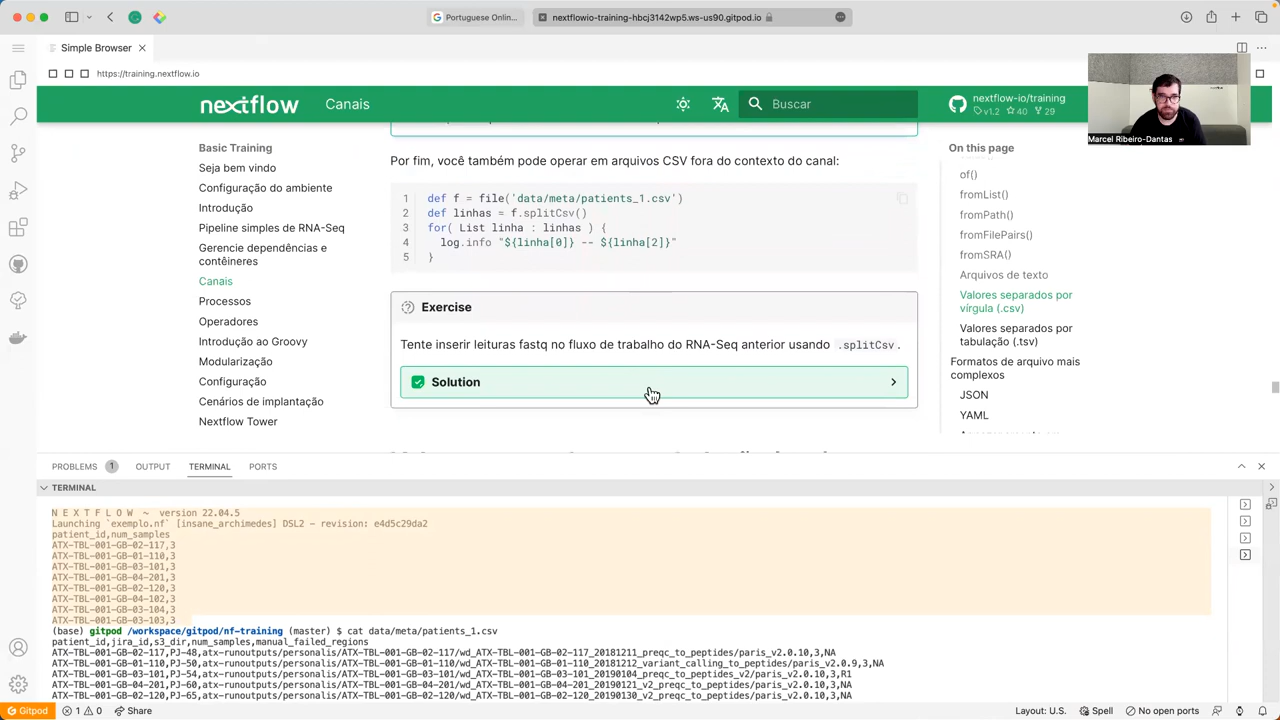 Portuguese Onlin...
nextflowio-training-hbcj3142wp5.ws-us90.gitpod.io
Simple Browser
https://training.nextflow.io
nextflow
Canais
Buscar
nextflow-io/training
v1.2 40 29
Marcel Ribeiro-Dantas
Basic Training
Seja bem vindo
Configuração do ambiente
Introdução
Pipeline simples de RNA-Seq
Gerencie dependências e
contêineres
Canais
Processos
Operadores
Introdução ao Groovy
Modularização
Configuração
Cenários de implantação
Nextflow Tower
Por fim, você também pode operar em arquivos CSV fora do contexto do canal:
1 def f = file('data/meta/patients_1.csv')
2 def linhas = f.splitCsv()
3 for( List linha : linhas ) {
4 log.info "${linha[0]} -- ${linha[2]}"
5 }
Exercise
Tente inserir leituras fastq no fluxo de trabalho do RNA-Seq anterior usando .splitCsv.
Solution
On this page
of()
fromList()
fromPath()
fromFilePairs()
fromSRA()
Arquivos de texto
Valores separados por
vírgula (.csv)
Valores separados por
tabulação (.tsv)
Formatos de arquivo mais
complexos
JSON
YAML
PROBLEMS 1 OUTPUT TERMINAL PORTS
TERMINAL
N E X T F L O W ~ version 22.04.5
Launching `exemplo.nf` [insane_archimedes] DSL2 - revision: e4d5c29da2
patient_id,num_samples
ATX-TBL-001-GB-02-117,3
ATX-TBL-001-GB-01-110,3
ATX-TBL-001-GB-03-101,3
ATX-TBL-001-GB-04-201,3
ATX-TBL-001-GB-02-120,3
ATX-TBL-001-GB-04-102,3
ATX-TBL-001-GB-03-104,3
ATX-TBL-001-GB-03-103,3
(base) gitpod /workspace/gitpod/nf-training (master) $ cat data/meta/patients_1.csv
patient_id,jira_id,s3_dir,num_samples,manual_failed_regions
ATX-TBL-001-GB-02-117,PJ-48,atx-runoutputs/personalis/ATX-TBL-001-GB-02-117/wd_ATX-TBL-001-GB-02-117_20181211_preqc_to_peptides/paris_v2.0.10,3,NA
ATX-TBL-001-GB-01-110,PJ-50,atx-runoutputs/personalis/ATX-TBL-001-GB-01-110/wd_ATX-TBL-001-GB-01-110_20181212_variant_calling_to_peptides/paris_v2.0.9,3,NA
ATX-TBL-001-GB-03-101,PJ-54,atx-runoutputs/personalis/ATX-TBL-001-GB-03-101/wd_ATX-TBL-001-GB-03-101_20190104_preqc_to_peptides_v2/paris_v2.0.10,3,R1
ATX-TBL-001-GB-04-201,PJ-60,atx-runoutputs/personalis/ATX-TBL-001-GB-04-201/wd_ATX-TBL-001-GB-04-201_20190121_v2_preqc_to_peptides/paris_v2.0.10,3,NA
ATX-TBL-001-GB-02-120,PJ-65,atx-runoutputs/personalis/ATX-TBL-001-GB-02-120/wd_ATX-TBL-001-GB-02-120_20190130_v2_preqc_to_peptides/paris_v2.0.10,3,NA
Gitpod 1 0 Share Layout: U.S. Spell No open ports